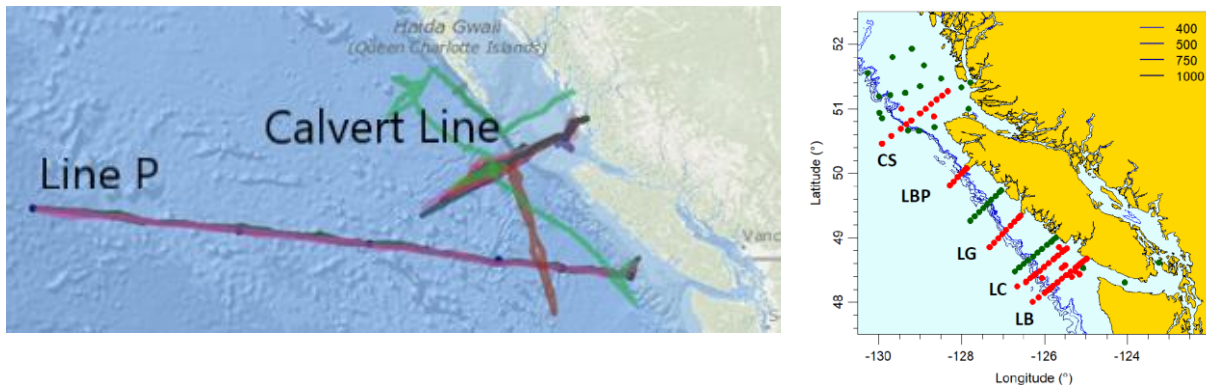 Haida Gwaii
(Queen Charlotte Islands)
Calvert Line
Line P
Vanc
S
52
51
50
49
48
Latitude (°)
400
500
750
1000
CS
LBP
LG
LC
LB
-130
-128
-126
-124
Longitude (°)